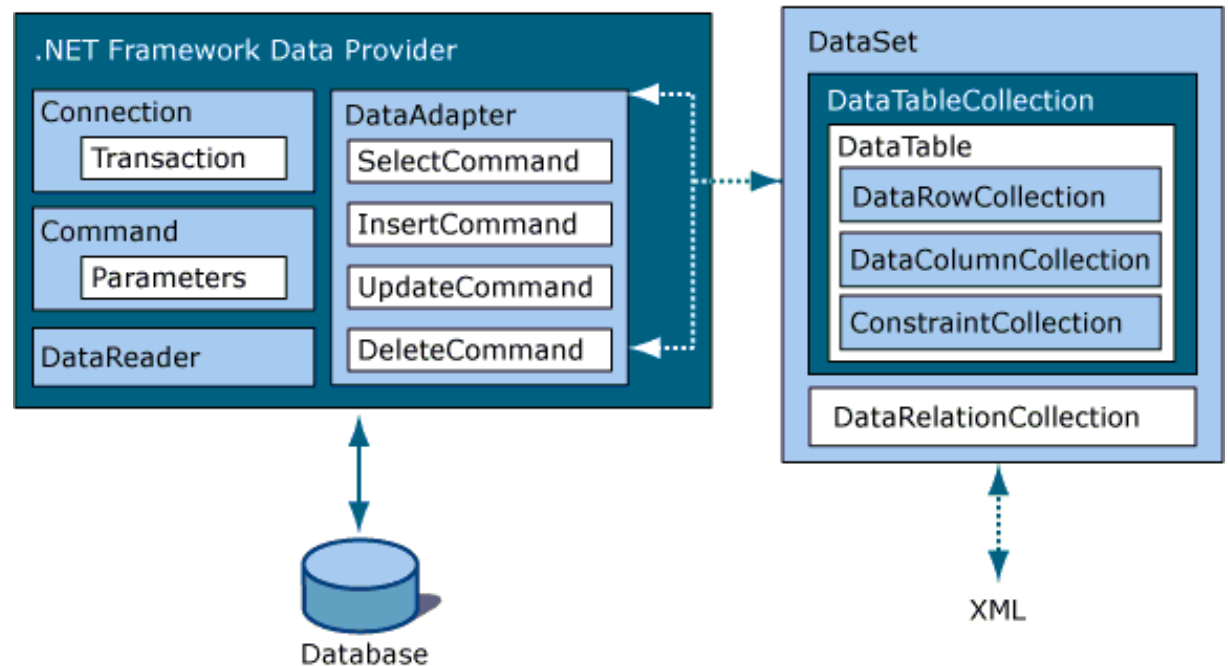 .NET Framework Data Provider
Connection
Transaction
Command
Parameters
DataReader
DataAdapter
SelectCommand
InsertCommand
UpdateCommand
DeleteCommand
Database
DataSet
DataTableCollection
DataTable
DataRowCollection
DataColumnCollection
ConstraintCollection
DataRelationCollection
XML